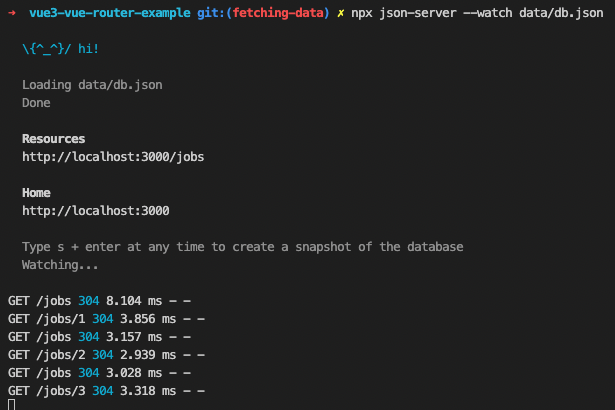 ➜ vue3-vue-router-example git:(fetching-data) ✗ npx json-server --watch data/db.json
\{^_^}/ hi!
Loading data/db.json
Done
Resources
http://localhost:3000/jobs
Home
http://localhost:3000
Type s + enter at any time to create a snapshot of the database
Watching...
GET /jobs 304 8.104 ms - -
GET /jobs/1 304 3.856 ms - -
GET /jobs 304 3.157 ms - -
GET /jobs/2 304 2.939 ms - -
GET /jobs 304 3.028 ms - -
GET /jobs/3 304 3.318 ms - -